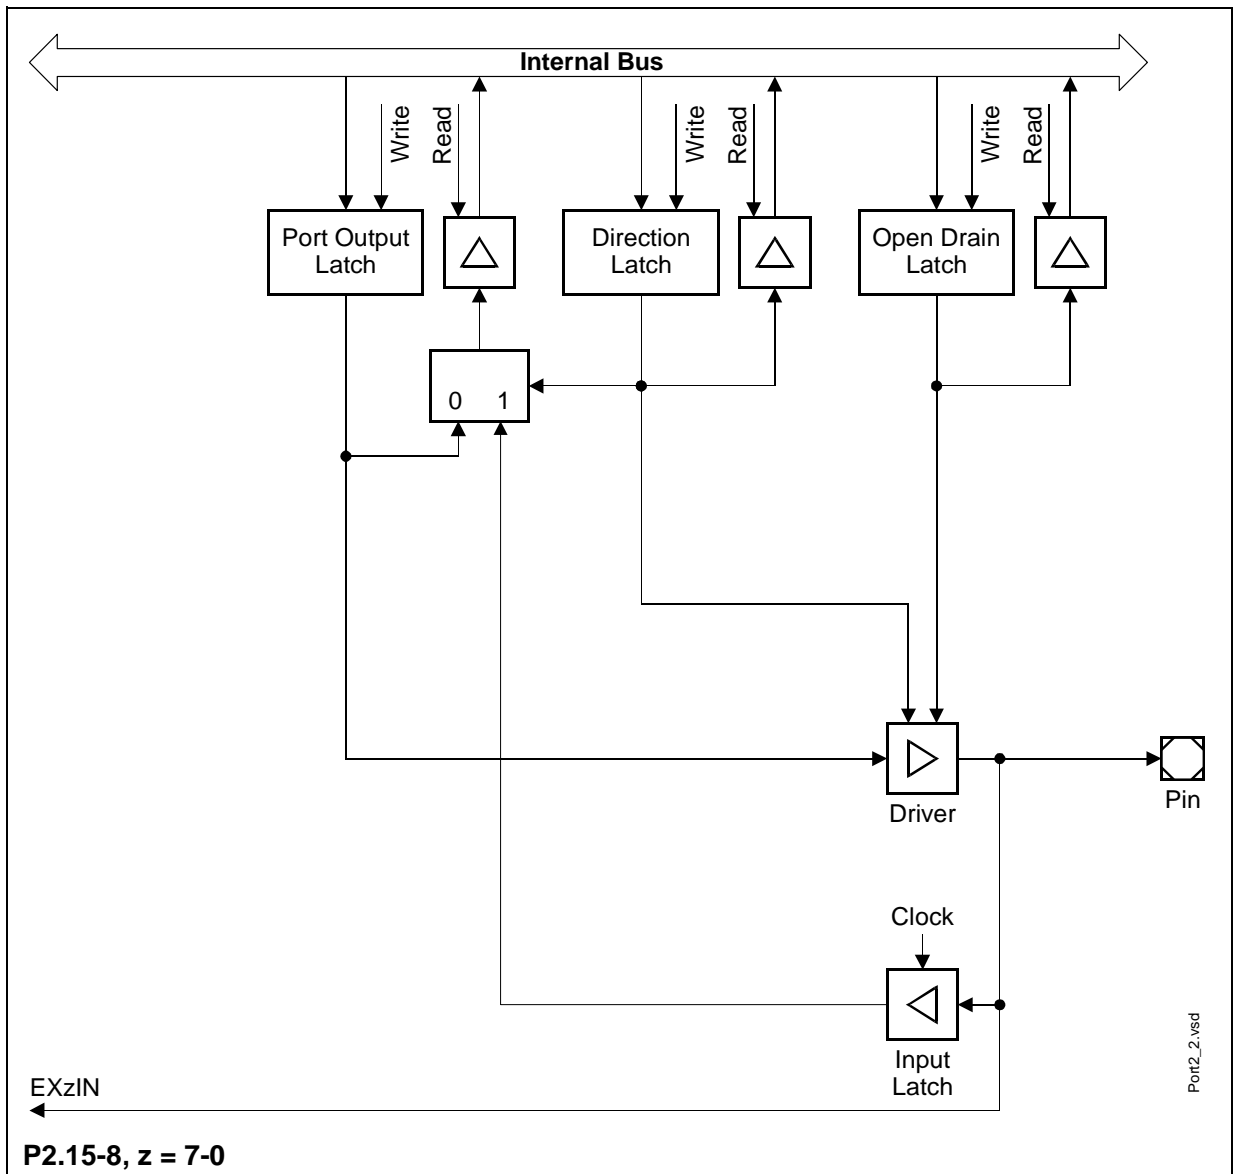 Internal Bus
Write
Read
Write
Read
Write
Read
Port Output
Latch
Direction
Latch
Open Drain
Latch
0 1
Driver
Pin
Clock
Input
Latch
EXzIN
Port2_2.vsd
P2.15-8, z = 7-0